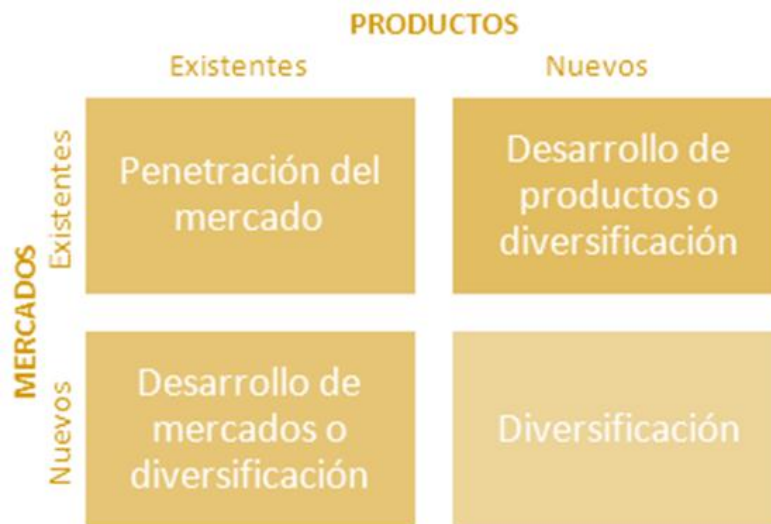 PRODUCTOS
Existentes
Nuevos
MERCADOS
Existentes
Penetración del
mercado
Desarrollo de
productos o
diversificación
Nuevos
Desarrollo de
mercados o
diversificación
Diversificación